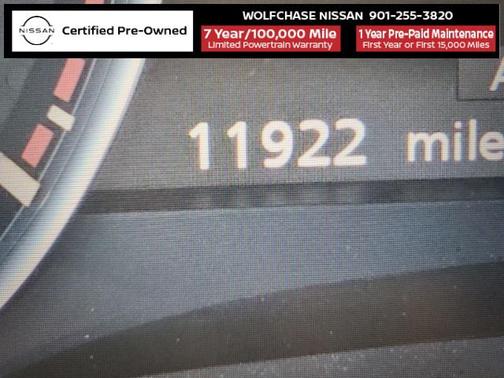 WOLFCHASE NISSAN 901-255-3820
NISSAN
Certified Pre-Owned
7 Year/100,000 Mile
Limited Powertrain Warranty
1 Year Pre-Paid Maintenance
First Year or First 15,000 Miles
11922 mile